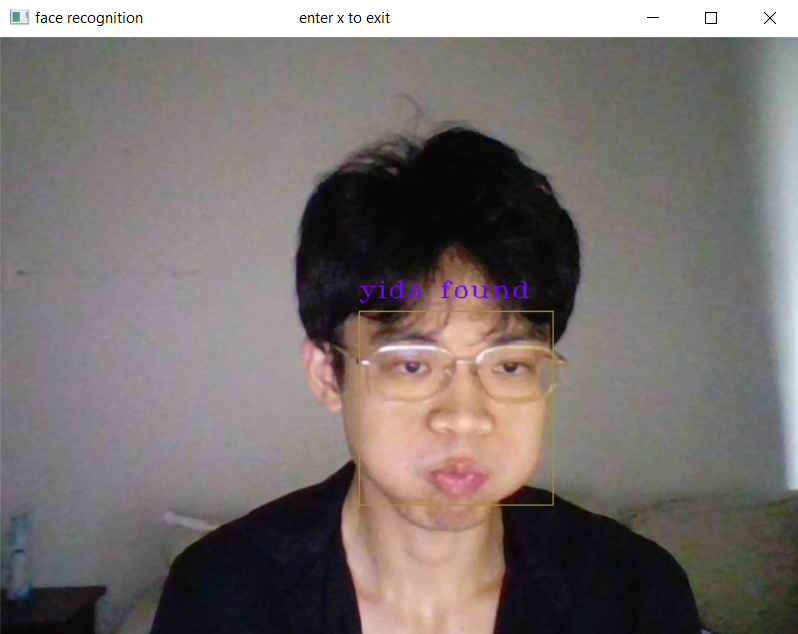 face recognition
enter x to exit
yida found